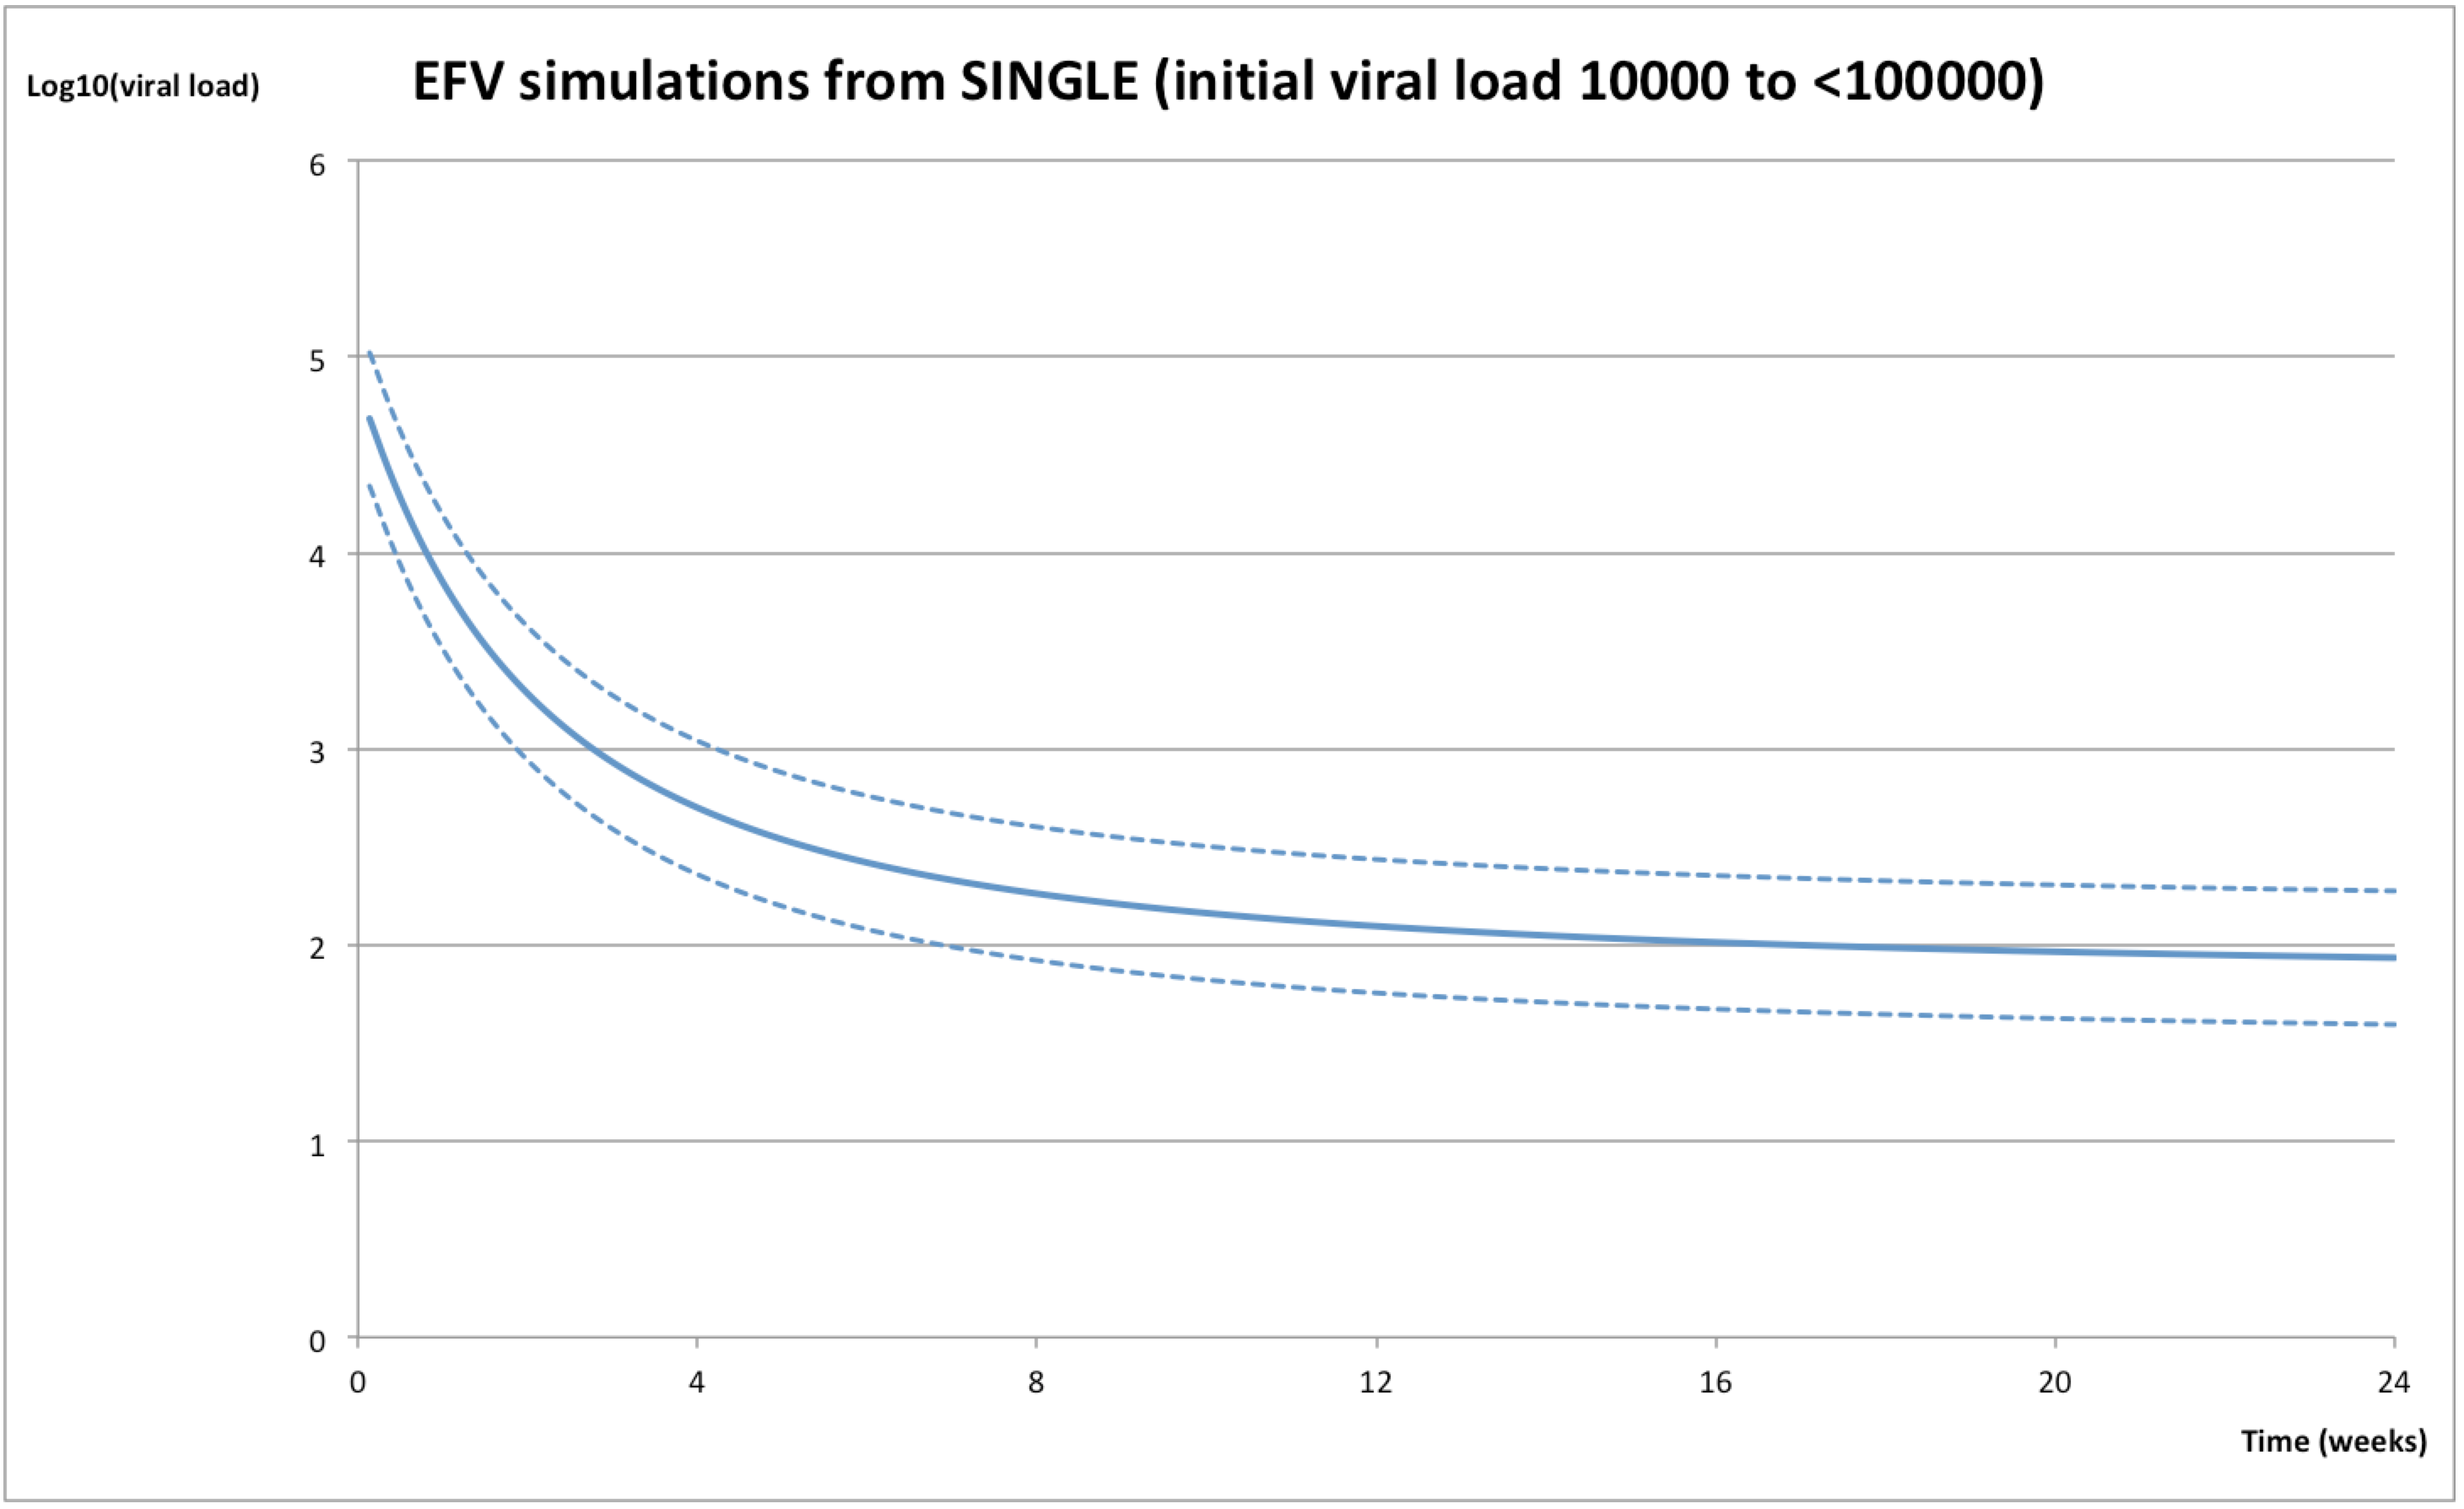 Log10(viral load)
EFV simulations from SINGLE (initial viral load 10000 to <100000)
6
5
4
3
2
1
0
0 4 8 12 16 20 24
Time (weeks)